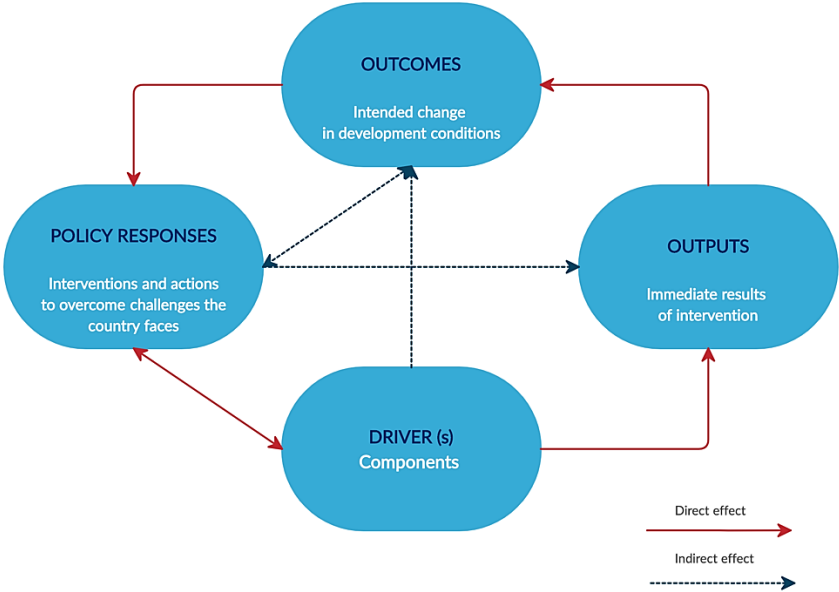 OUTCOMES
Intended change
in development conditions
POLICY RESPONSES
Interventions and actions
to overcome challenges the
country faces
OUTPUTS
Immediate results
of intervention
DRIVER (s)
Components
Direct effect
Indirect effect